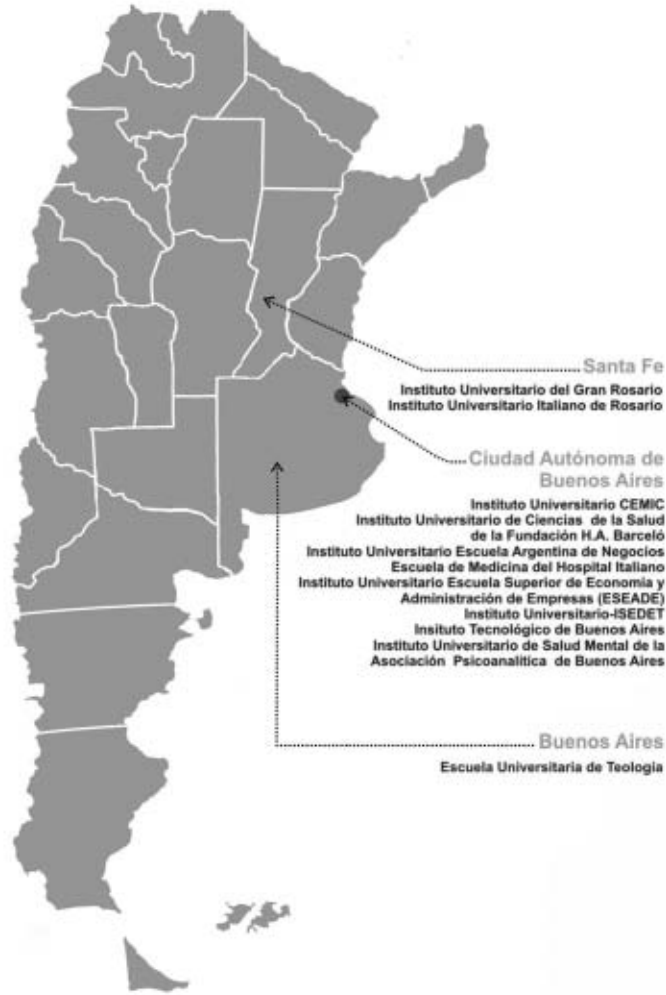 Santa Fe
Instituto Universitario del Gran Rosario
Instituto Universitario Italiano de Rosario
Ciudad Autónoma de
Buenos Aires
Instituto Universitario CEMIC
Instituto Universitario de Ciencias de la Salud
de la Fundación H.A. Barceló
Instituto Universitario Escuela Argentina de Negocios
Escuela de Medicina del Hospital Italiano
Instituto Universitario Escuela Superior de Economía y
Administración de Empresas (ESEADE)
Instituto Universitario-ISEDET
Insituto Tecnológico de Buenos Aires
Instituto Universitario de Salud Mental de la
Asociación Psicoanalítica de Buenos Aires
Buenos Aires
Escuela Universitaria de Teología